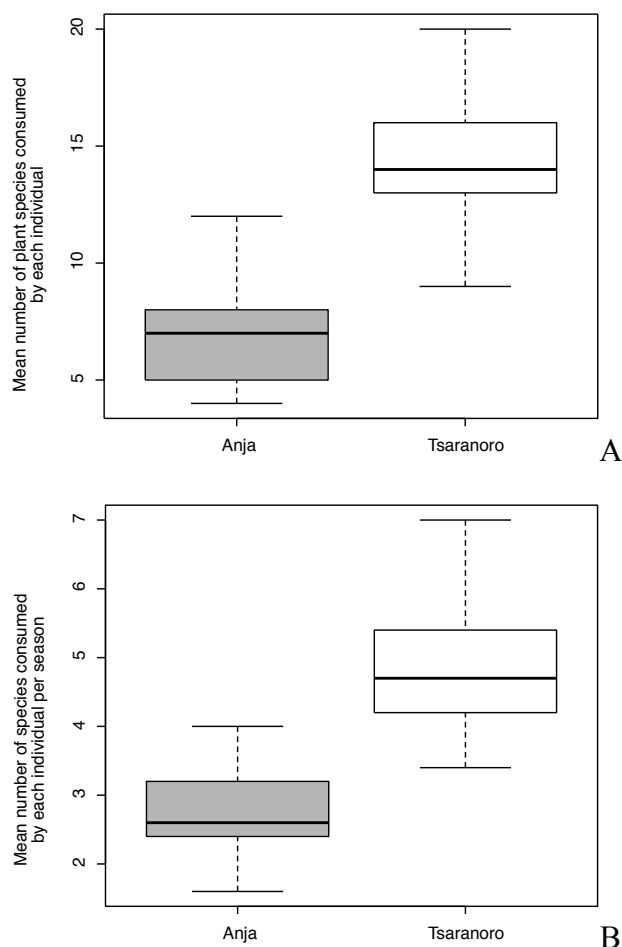 Mean number of plant species consumed
by each individual
20
15
10
5
Anja
Tsaranoro
A
Mean number of species consumed
by each individual per season
7
6
5
4
3
2
Anja
Tsaranoro
B